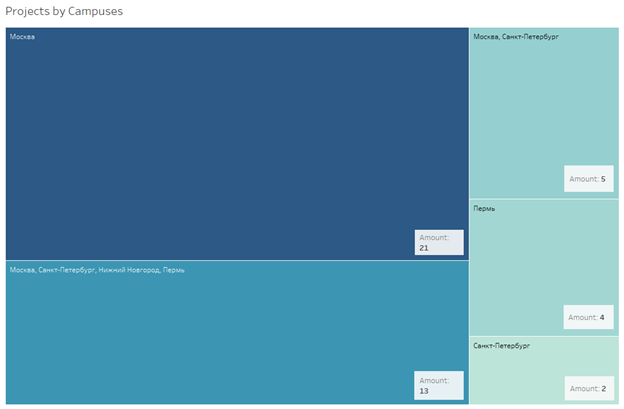 Projects by Campuses
Москва
Amount:
21
Москва, Санкт-Петербург, Нижний Новгород, Пермь
Amount:
13
Москва, Санкт-Петербург
Amount: 5
Пермь
Amount: 4
Санкт-Петербург
Amount: 2